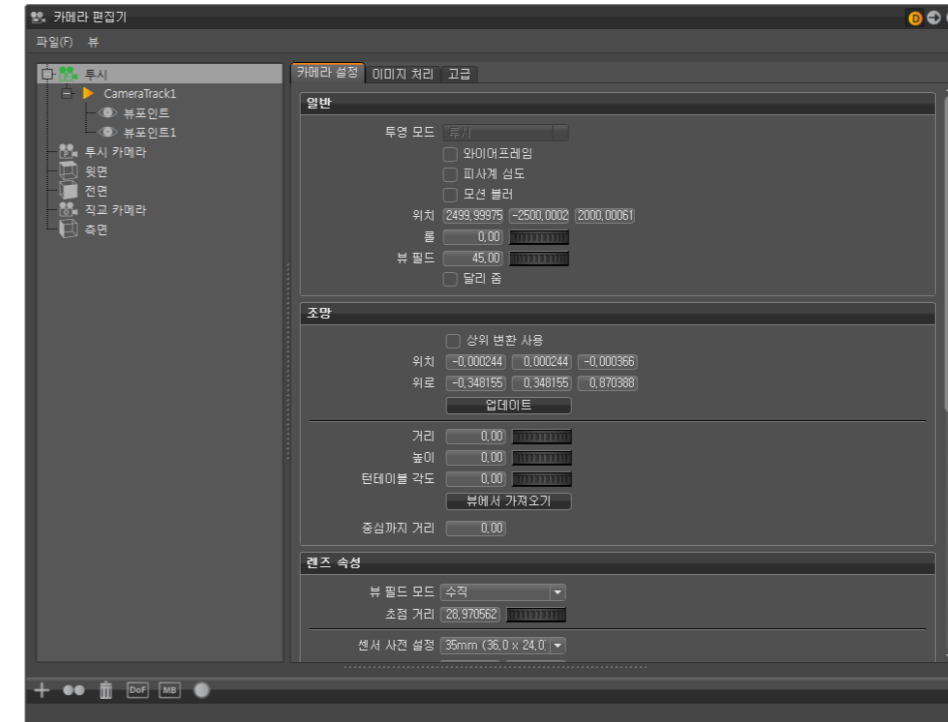 카메라 편집기
D
파일(F) 뷰
투시
CameraTrack1
뷰포인트
뷰포인트1
투시 카메라
윗면
전면
직교 카메라
측면
카메라 설정 이미지 처리 고급
일반
투영 모드 투시
와이어프레임
피사계 심도
모션 블러
위치 2499,99975 -2500,0002 2000,00061
롤 0,00
뷰 필드 45,00
달리 줌
조망
상위 변환 사용
위치 -0,000244 0,000244 -0,000366
위로 -0,348155 0,348155 0,870388
업데이트
거리 0,00
높이 0,00
턴테이블 각도 0,00
뷰에서 가져오기
중심까지 거리 0,00
렌즈 속성
뷰 필드 모드 수직
초점 거리 28,970562
센서 사전 설정 35mm (36,0 x 24,0,
DoF MB